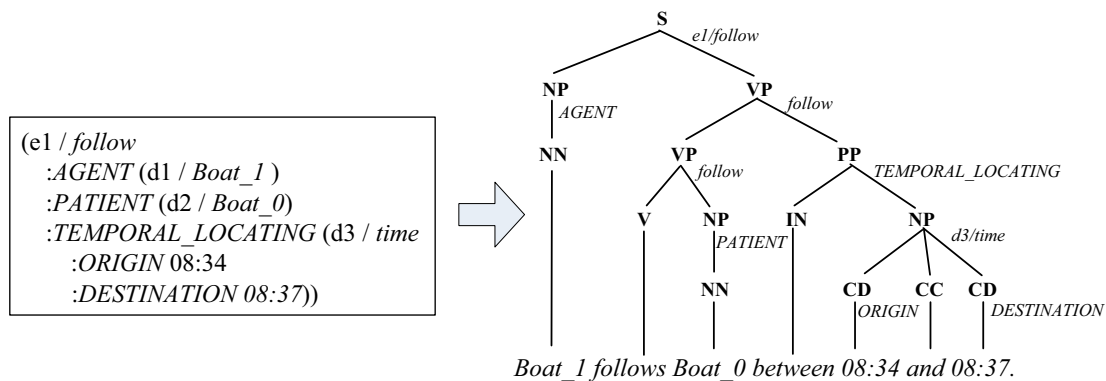 (e1 / follow
:AGENT (d1 / Boat_1 )
:PATIENT (d2 / Boat_0)
:TEMPORAL_LOCATING (d3 / time
:ORIGIN 08:34
:DESTINATION 08:37))
S
e1/follow
NP VP
AGENT follow
NN VP PP
follow TEMPORAL_LOCATING
V NP IN NP
PATIENT d3/time
NN CD CC CD
ORIGIN DESTINATION
Boat_1 follows Boat_0 between 08:34 and 08:37.